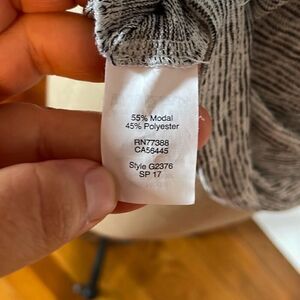 55% Modal
45% Polyester
RN77388
CA56445
Style G2376
SP 17